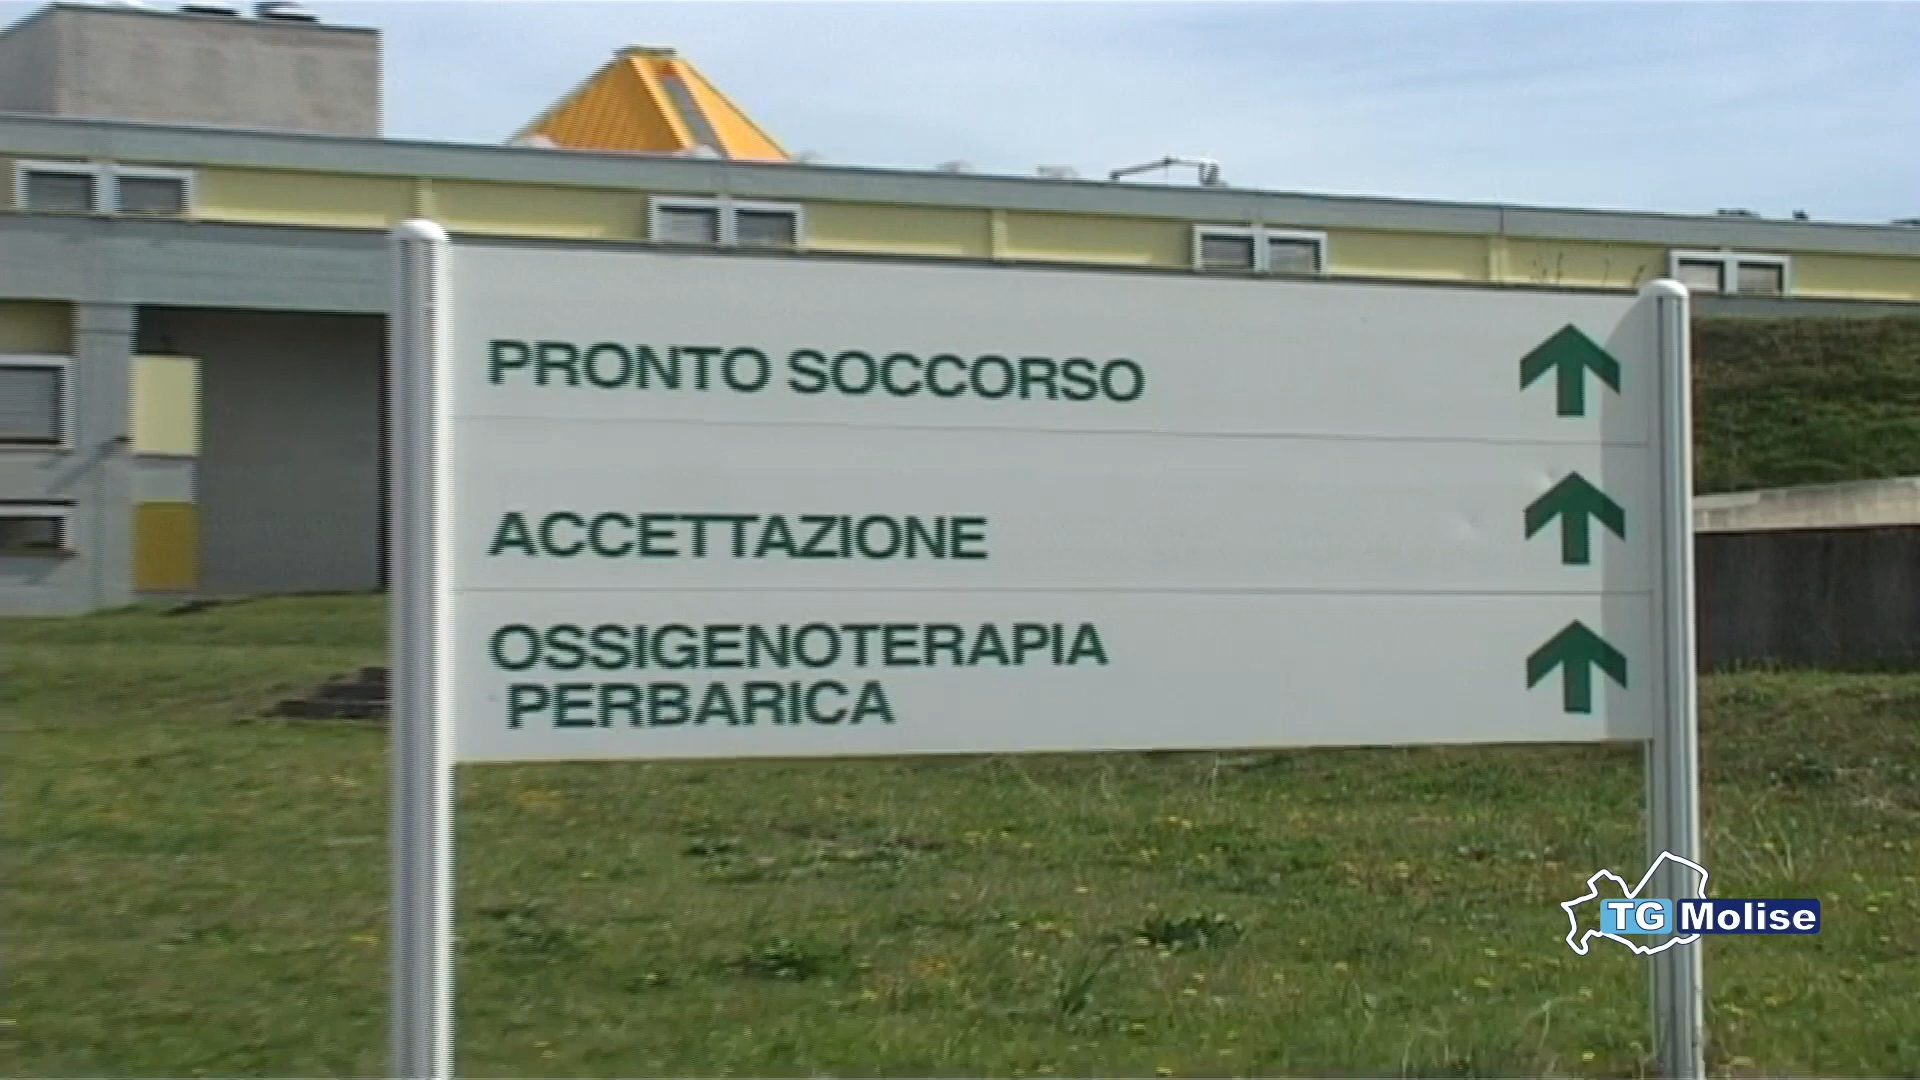 PRONTO SOCCORSO
ACCETTAZIONE
OSSIGENOTERAPIA
PERBARICA
TG Molise